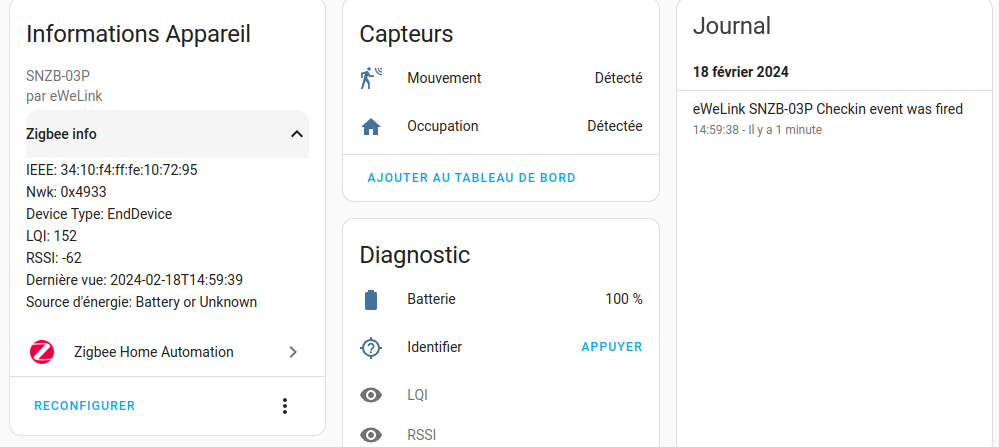 Informations Appareil
SNZB-03P
par eWeLink
Zigbee info
IEEE: 34:10:f4:ff:fe:10:72:95
Nwk: 0x4933
Device Type: EndDevice
LQI: 152
RSSI: -62
Dernière vue: 2024-02-18T14:59:39
Source d'énergie: Battery or Unknown
Zigbee Home Automation
RECONFIGURER
Capteurs
Mouvement Détecté
Occupation Détectée
AJOUTER AU TABLEAU DE BORD
Diagnostic
Batterie 100 %
Identifier APPUYER
LQI
RSSI
Journal
18 février 2024
eWeLink SNZB-03P Checkin event was fired
14:59:38 - Il y a 1 minute